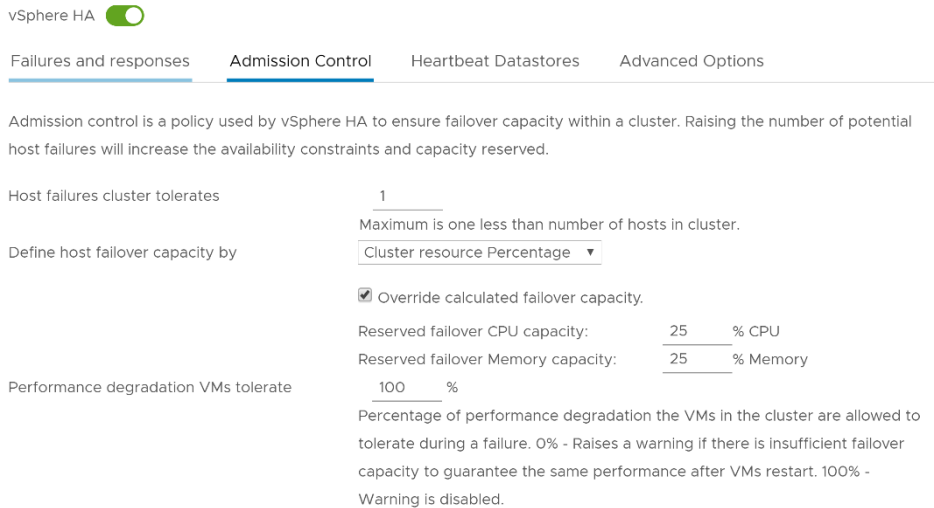 vSphere HA
Failures and responses Admission Control Heartbeat Datastores Advanced Options
Admission control is a policy used by vSphere HA to ensure failover capacity within a cluster. Raising the number of potential
host failures will increase the availability constraints and capacity reserved.
Host failures cluster tolerates 1
Maximum is one less than number of hosts in cluster.
Define host failover capacity by Cluster resource Percentage
Override calculated failover capacity.
Reserved failover CPU capacity: 25 % CPU
Reserved failover Memory capacity: 25 % Memory
Performance degradation VMs tolerate 100 %
Percentage of performance degradation the VMs in the cluster are allowed to
tolerate during a failure. 0% - Raises a warning if there is insufficient failover
capacity to guarantee the same performance after VMs restart. 100% -
Warning is disabled.